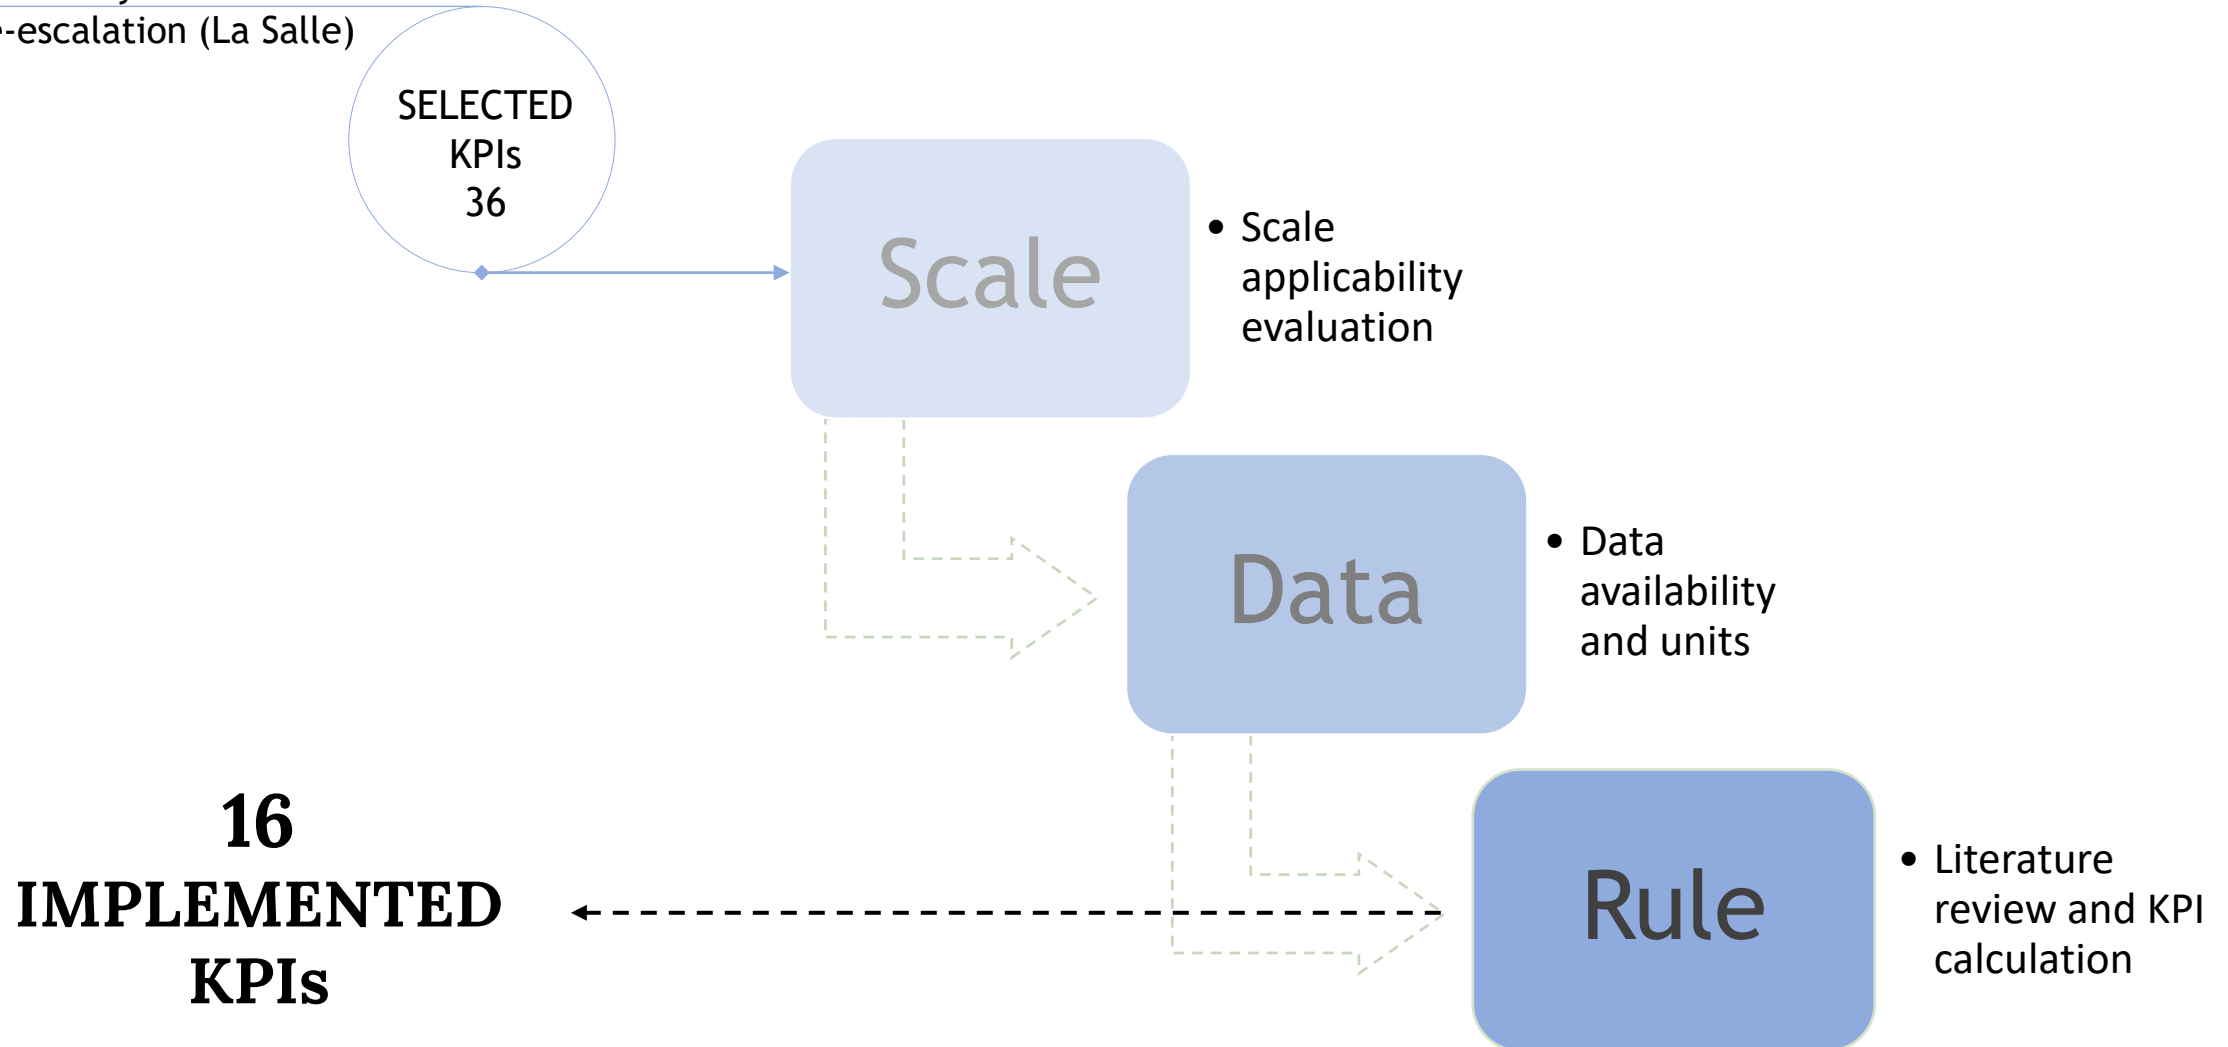 -escalation (La Salle)
SELECTED
KPIs
36
Scale
• Scale
applicability
evaluation
Data
• Data
availability
and units
Rule
• Literature
review and KPI
calculation
16
IMPLEMENTED
KPIs